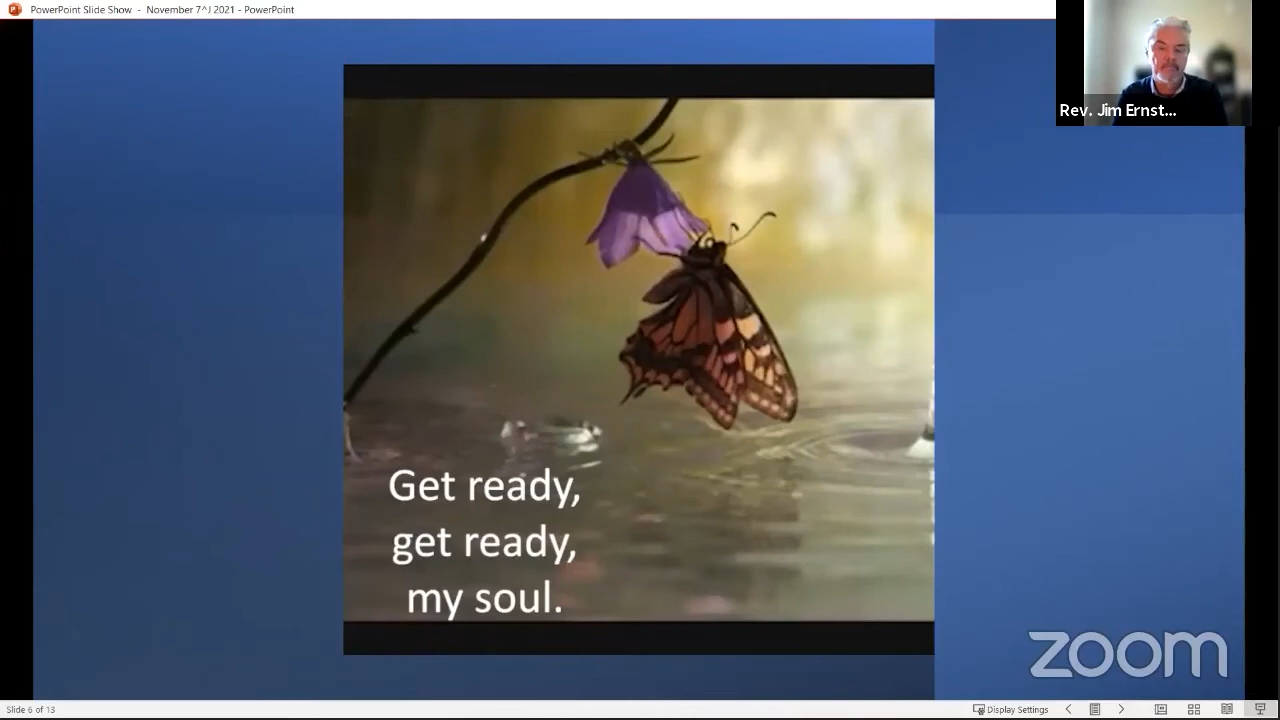 PowerPoint Slide Show - November 7^J 2021 - PowerPoint
Rev. Jim Ernst...
Get ready,
get ready,
my soul.
zoom
Slide 6 of 13
Display Settings